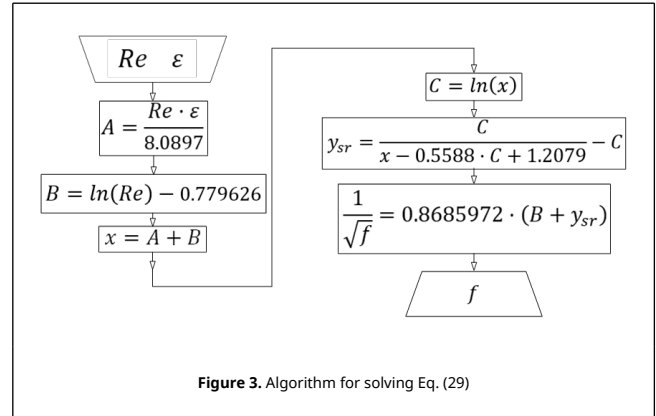 Re ε
A = Re · ε / 8.0897
B = ln(Re) − 0.779626
x = A + B
C = ln(x)
y_sr = C / (x − 0.5588 · C + 1.2079) − C
1 / √f = 0.8685972 · (B + y_sr)
f
Figure 3. Algorithm for solving Eq. (29)